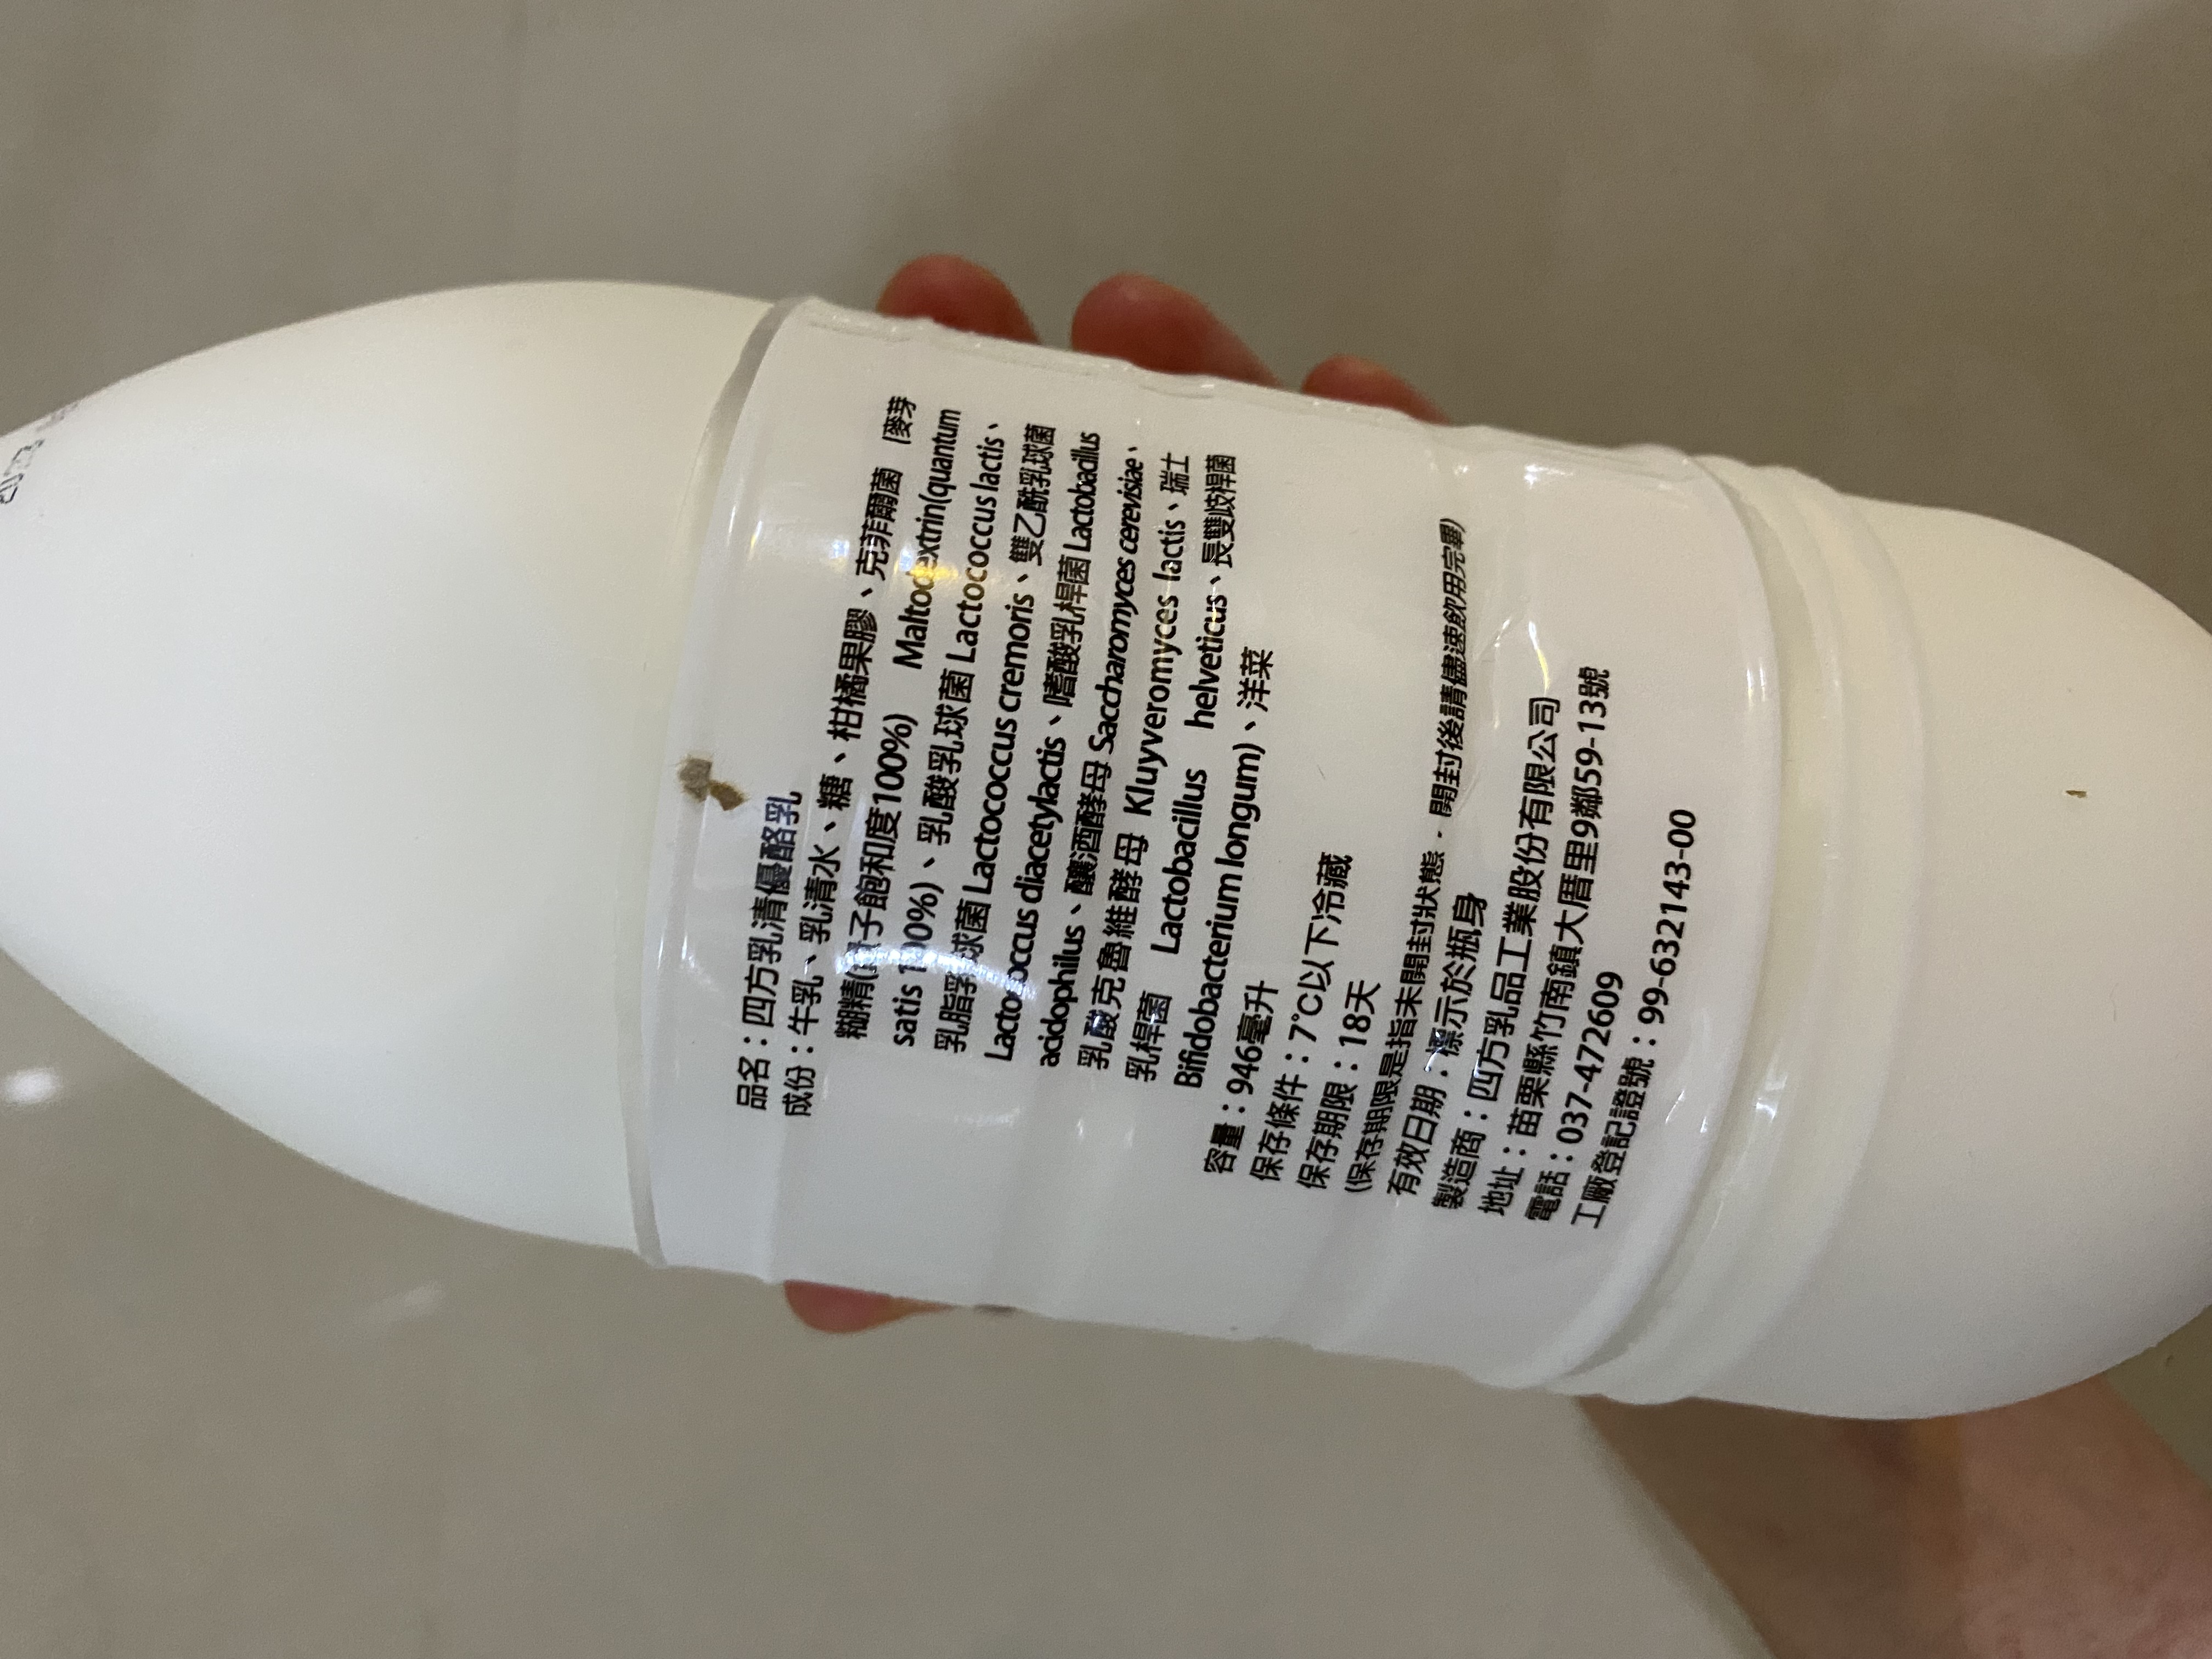 品名：四方乳清優酪乳
成份：牛乳、乳清水、糖、柑橘果膠、克菲爾菌（麥芽
糊精(量子飽和度100%) Maltodextrin(quantum
satis 100%)、乳酸乳球菌 Lactococcus lactis、
乳脂乳球菌 Lactococcus cremoris、雙乙酰乳球菌
Lactococcus diacetylactis、嗜酸乳桿菌 Lactobacillus
acidophilus、釀酒酵母 Saccharomyces cerevisiae、
乳酸克魯維酵母 Kluyveromyces lactis、瑞士
乳桿菌 Lactobacillus helveticus、長雙歧桿菌
Bifidobacterium longum)、洋菜
容量：946毫升
保存條件：7℃以下冷藏
保存期限：18天
(保存期限是指未開封狀態，開封後請儘速飲用完畢)
有效日期：標示於瓶身
製造商：四方乳品工業股份有限公司
地址：苗栗縣竹南鎮大厝里9鄰59-13號
電話：037-472609
工廠登記證號：99-632143-00